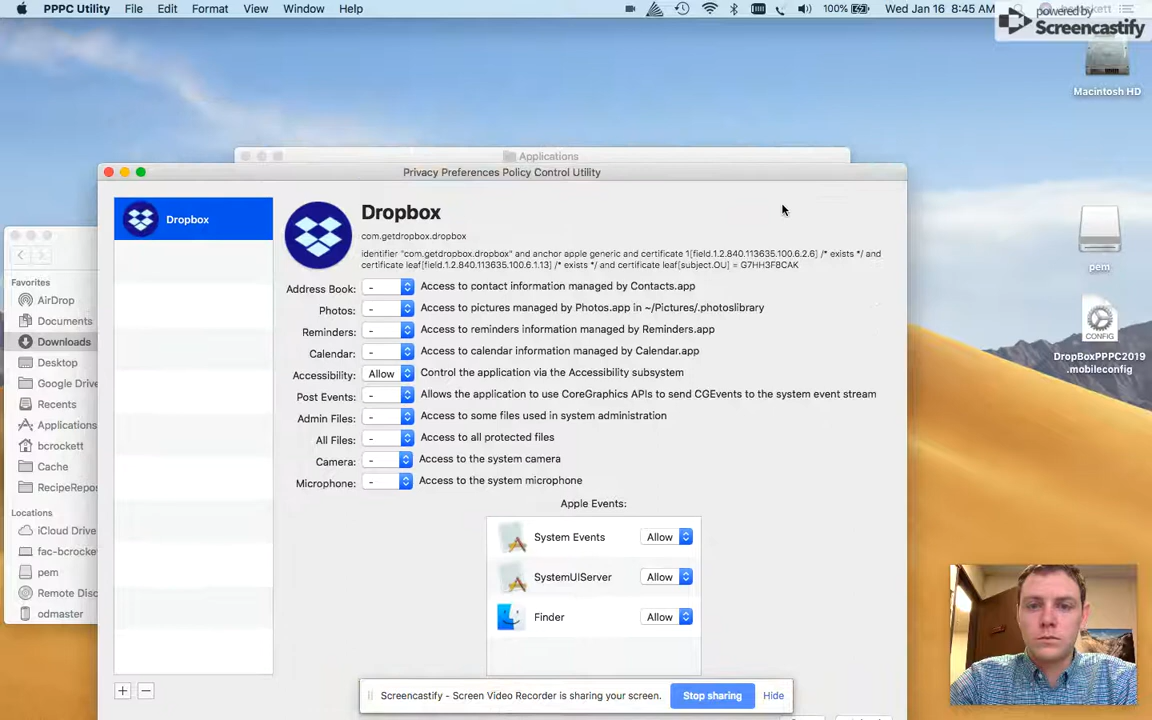 PPPC Utility File Edit Format View Window Help 100% Wed Jan 16 8:45 AM
powered by
Screencastify
Macintosh HD
Applications
Privacy Preferences Policy Control Utility
Dropbox
Dropbox
com.getdropbox.dropbox
identifier "com.getdropbox.dropbox" and anchor apple generic and certificate 1[field.1.2.840.113635.100.6.2.6] /* exists */ and
certificate leaf[field.1.2.840.113635.100.6.1.13] /* exists */ and certificate leaf[subject.OU] = G7HH3F8CAK
Address Book: - Access to contact information managed by Contacts.app
Photos: - Access to pictures managed by Photos.app in ~/Pictures/.photoslibrary
Reminders: - Access to reminders information managed by Reminders.app
Calendar: - Access to calendar information managed by Calendar.app
Accessibility: Allow Control the application via the Accessibility subsystem
Post Events: - Allows the application to use CoreGraphics APIs to send CGEvents to the system event stream
Admin Files: - Access to some files used in system administration
All Files: - Access to all protected files
Camera: - Access to the system camera
Microphone: - Access to the system microphone
Apple Events:
System Events Allow
SystemUIServer Allow
Finder Allow
+ −
Favorites
AirDrop
Documents
Downloads
Desktop
Google Drive
Recents
Applications
bcrockett
Cache
RecipeRepo
Locations
iCloud Drive
fac-bcrocke
pem
Remote Disc
odmaster
pem
CONFIG
DropBoxPPPC2019
.mobileconfig
Screencastify - Screen Video Recorder is sharing your screen. Stop sharing Hide